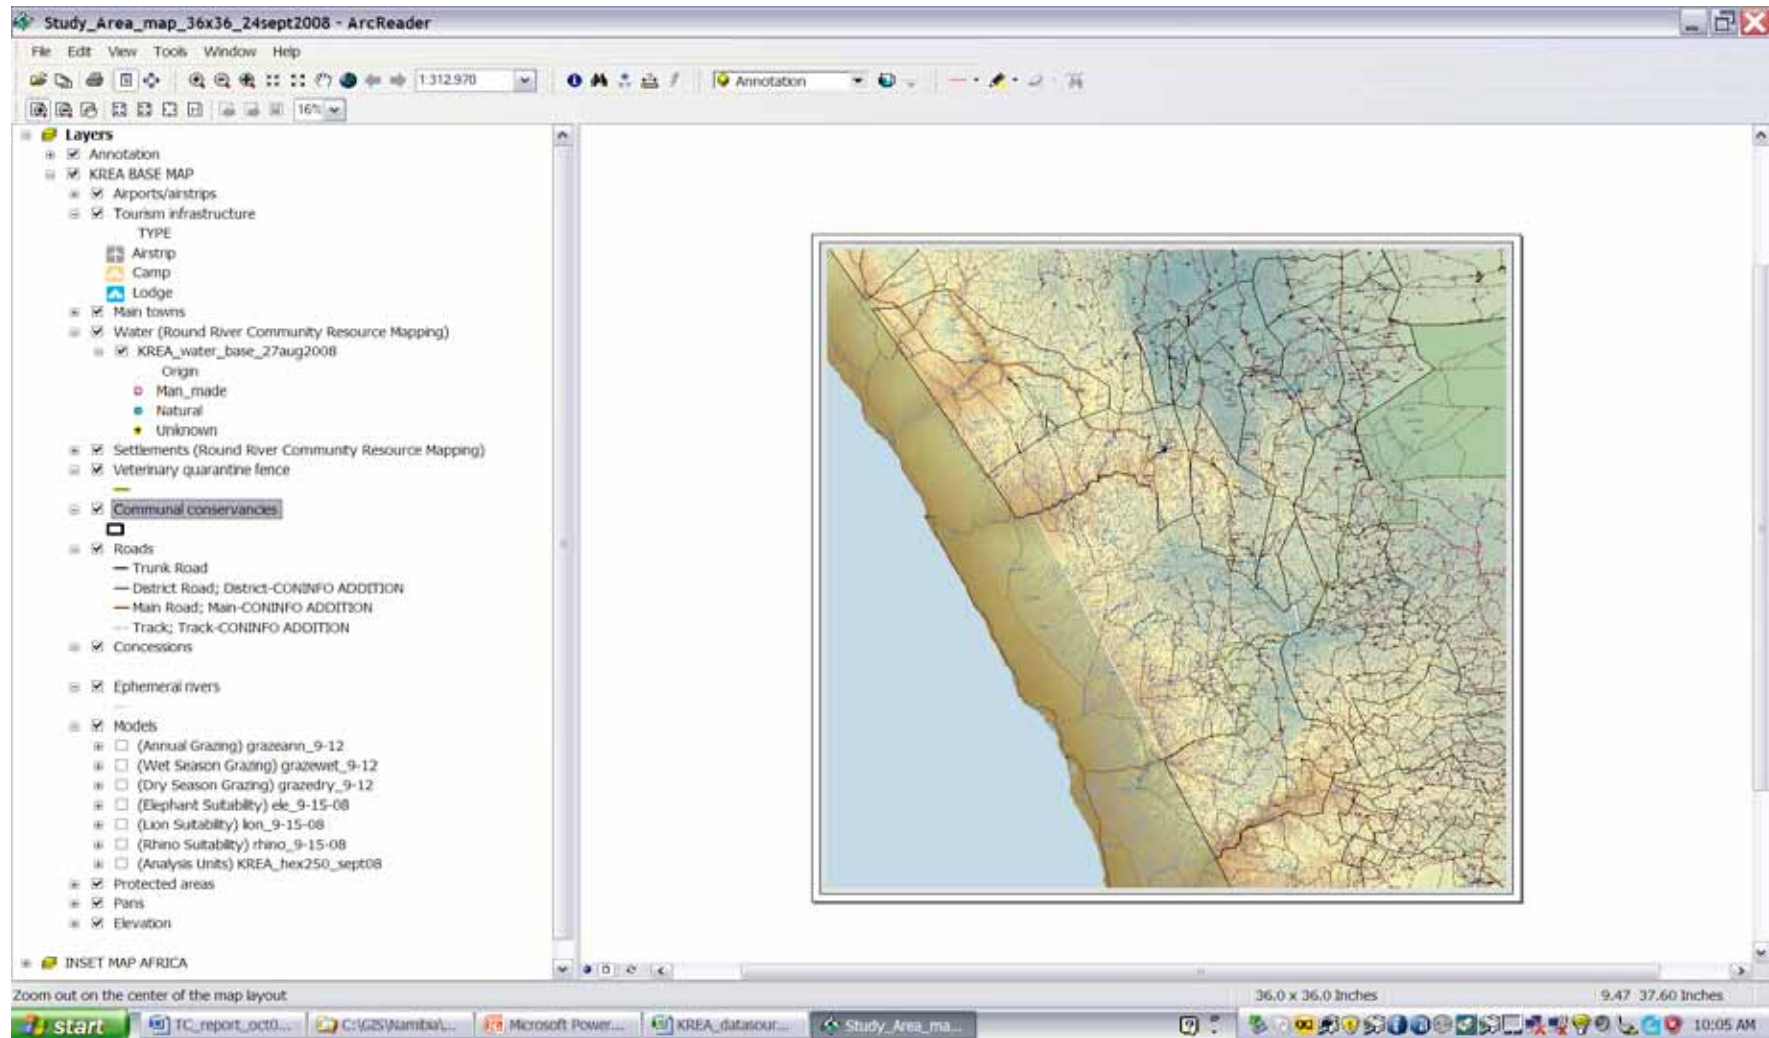 Study_Area_map_36x36_24sept2008 - ArcReader
File Edit View Tools Window Help
1:312,970
Annotation
16%
Layers
Annotation
KREA BASE MAP
Airports/airstrips
Tourism infrastructure
TYPE
Airstrip
Camp
Lodge
Main towns
Water (Round River Community Resource Mapping)
KREA_water_base_27aug2008
Origin
Man_made
Natural
Unknown
Settlements (Round River Community Resource Mapping)
Veterinary quarantine fence
Communal conservancies
Roads
Trunk Road
District Road; District-CONINFO ADDITION
Main Road; Main-CONINFO ADDITION
Track; Track-CONINFO ADDITION
Concessions
Ephemeral rivers
Models
(Annual Grazing) grazeann_9-12
(Wet Season Grazing) grazewet_9-12
(Dry Season Grazing) grazedry_9-12
(Elephant Suitability) ele_9-15-08
(Lion Suitability) lion_9-15-08
(Rhino Suitability) rhino_9-15-08
(Analysis Units) KREA_hex250_sept08
Protected areas
Pans
Elevation
INSET MAP AFRICA
Zoom out on the center of the map layout
36.0 x 36.0 Inches
9.47 37.60 Inches
start
TC_report_oct0...
C:\GIS\Namibia\...
Microsoft Power...
KREA_datasour...
Study_Area_ma...
10:05 AM